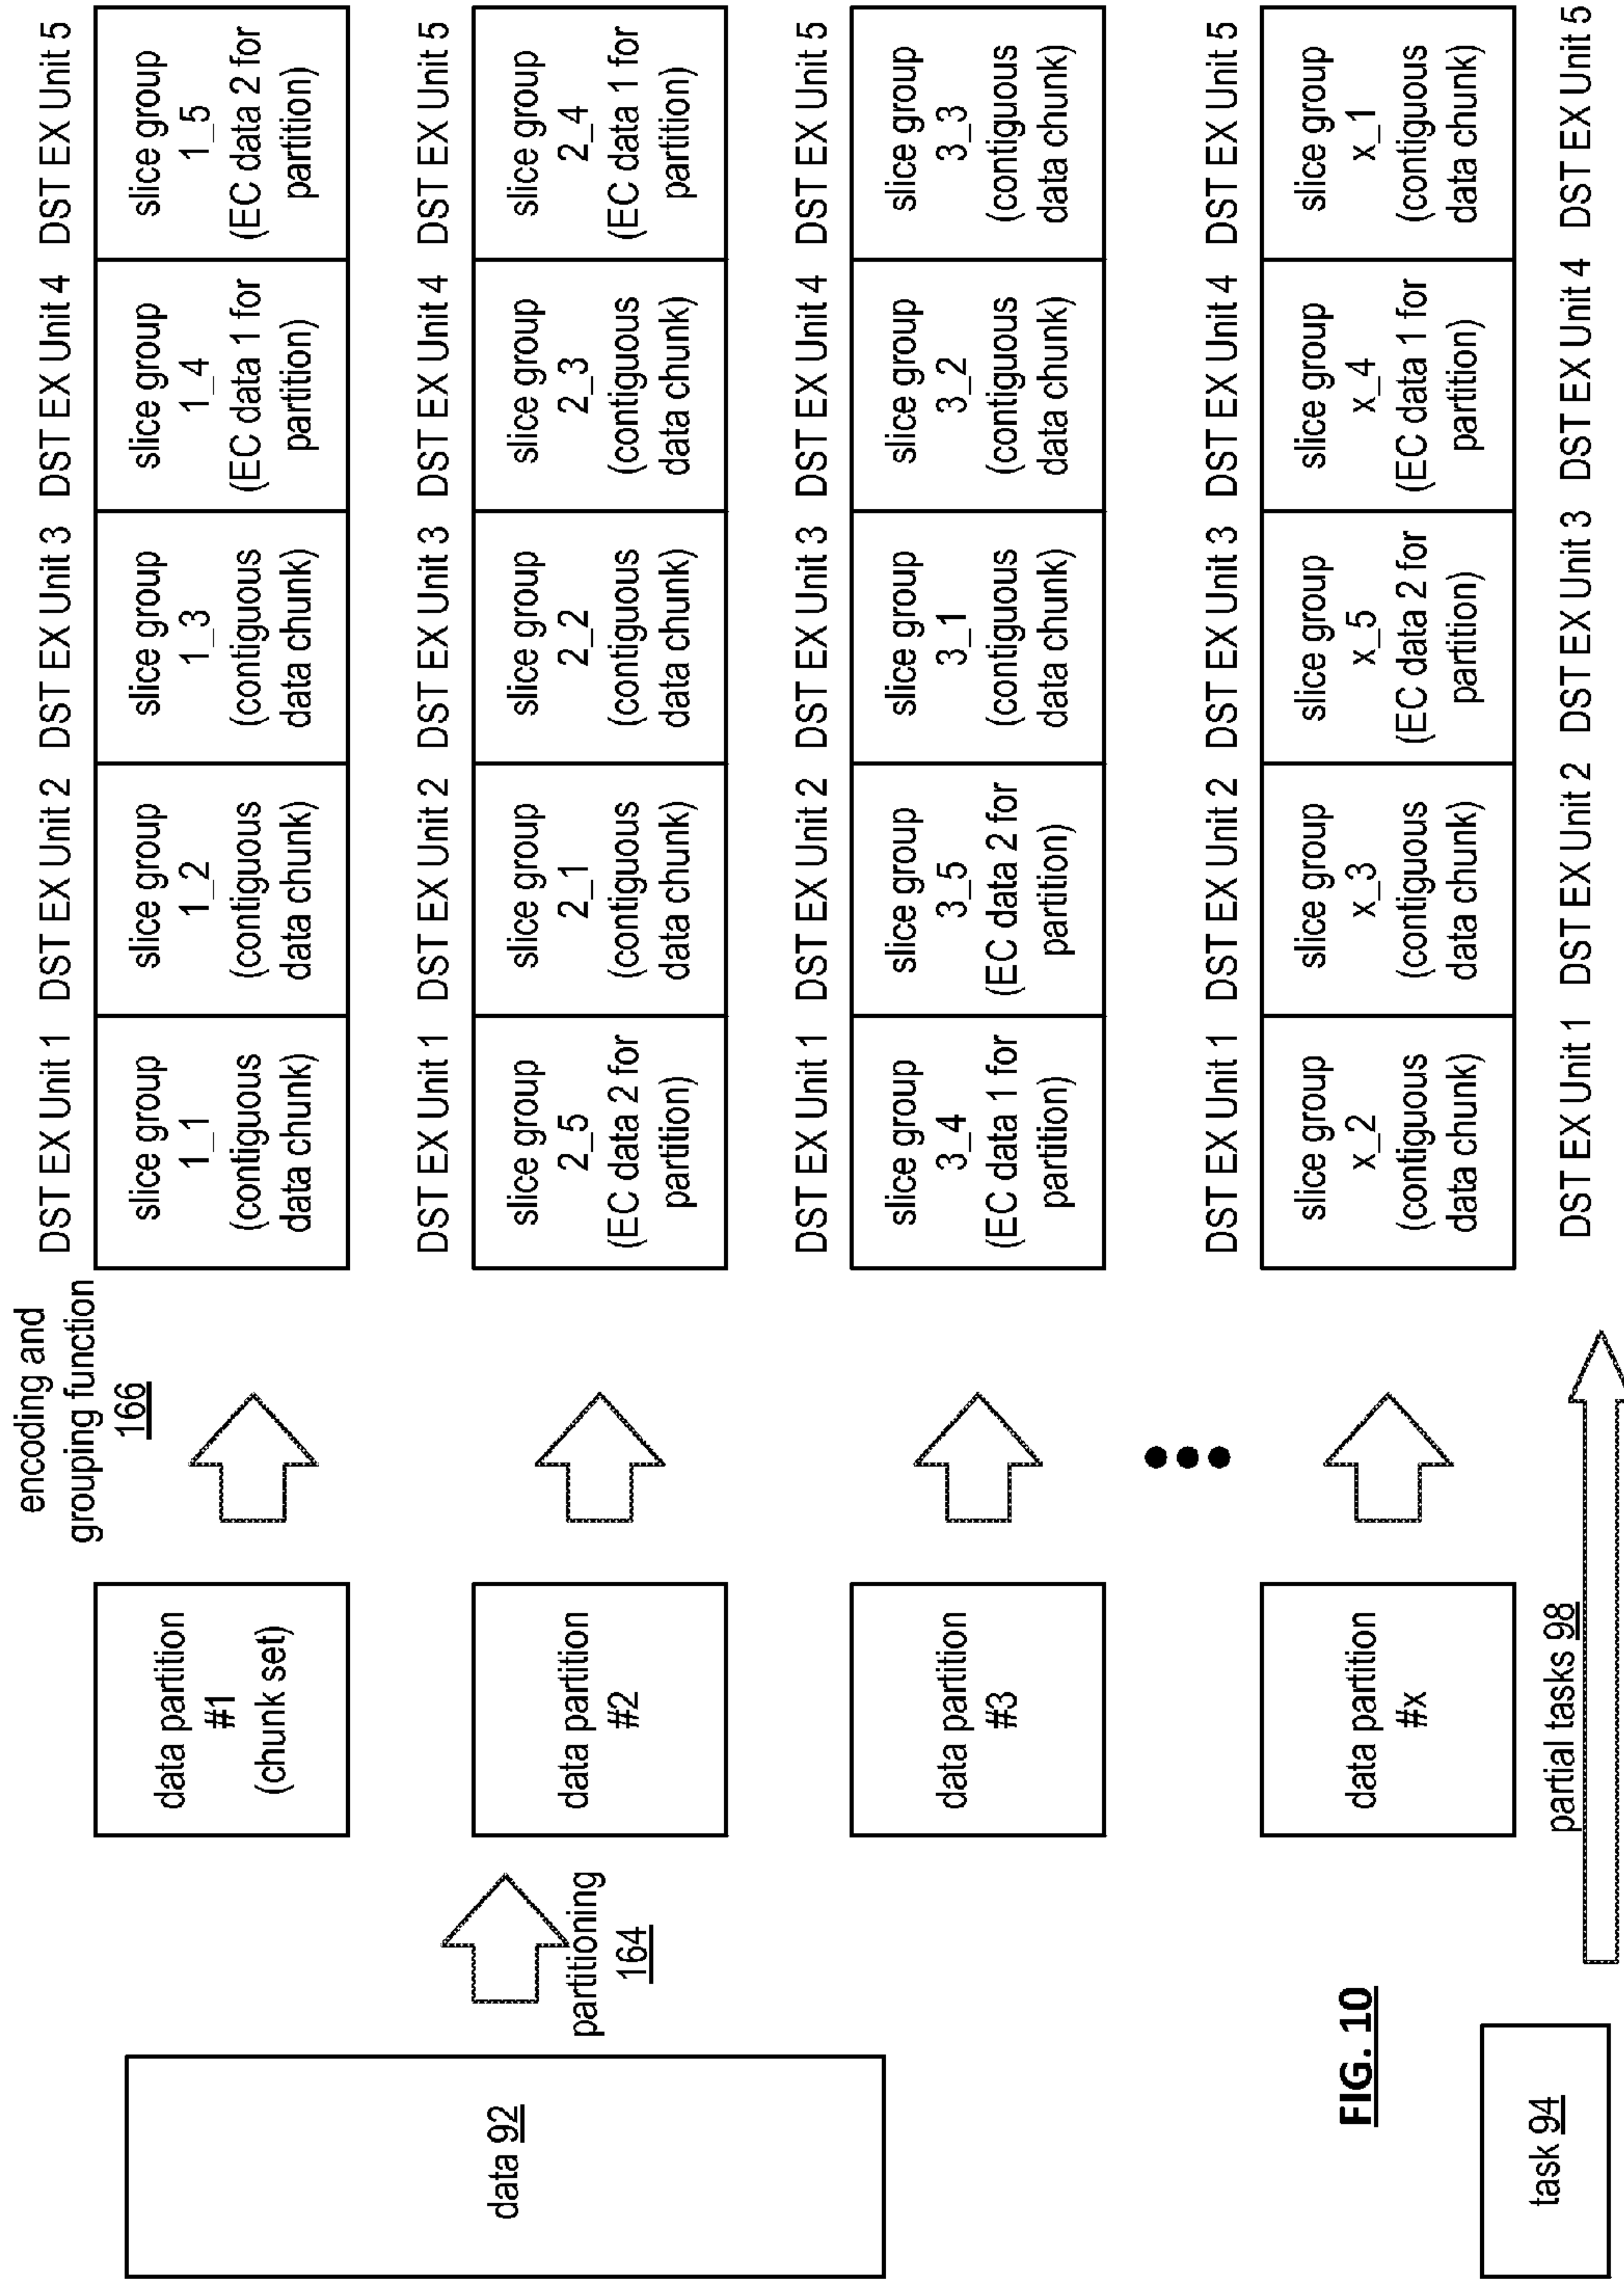 encoding and
grouping function
166
DST EX Unit 1
DST EX Unit 2
DST EX Unit 3
DST EX Unit 4
DST EX Unit 5
data partition
#1
(chunk set)
slice group
1_1
(contiguous
data chunk)
slice group
1_2
(contiguous
data chunk)
slice group
1_3
(contiguous
data chunk)
slice group
1_4
(EC data 1 for
partition)
slice group
1_5
(EC data 2 for
partition)
data 92
partitioning
164
DST EX Unit 1
DST EX Unit 2
DST EX Unit 3
DST EX Unit 4
DST EX Unit 5
data partition
#2
slice group
2_5
(EC data 2 for
partition)
slice group
2_1
(contiguous
data chunk)
slice group
2_2
(contiguous
data chunk)
slice group
2_3
(contiguous
data chunk)
slice group
2_4
(EC data 1 for
partition)
DST EX Unit 1
DST EX Unit 2
DST EX Unit 3
DST EX Unit 4
DST EX Unit 5
data partition
#3
slice group
3_4
(EC data 1 for
partition)
slice group
3_5
(EC data 2 for
partition)
slice group
3_1
(contiguous
data chunk)
slice group
3_2
(contiguous
data chunk)
slice group
3_3
(contiguous
data chunk)
DST EX Unit 1
DST EX Unit 2
DST EX Unit 3
DST EX Unit 4
DST EX Unit 5
data partition
#x
slice group
x_2
(contiguous
data chunk)
slice group
x_3
(contiguous
data chunk)
slice group
x_5
(EC data 2 for
partition)
slice group
x_4
(EC data 1 for
partition)
slice group
x_1
(contiguous
data chunk)
FIG. 10
task 94
partial tasks 98
DST EX Unit 1
DST EX Unit 2
DST EX Unit 3
DST EX Unit 4
DST EX Unit 5